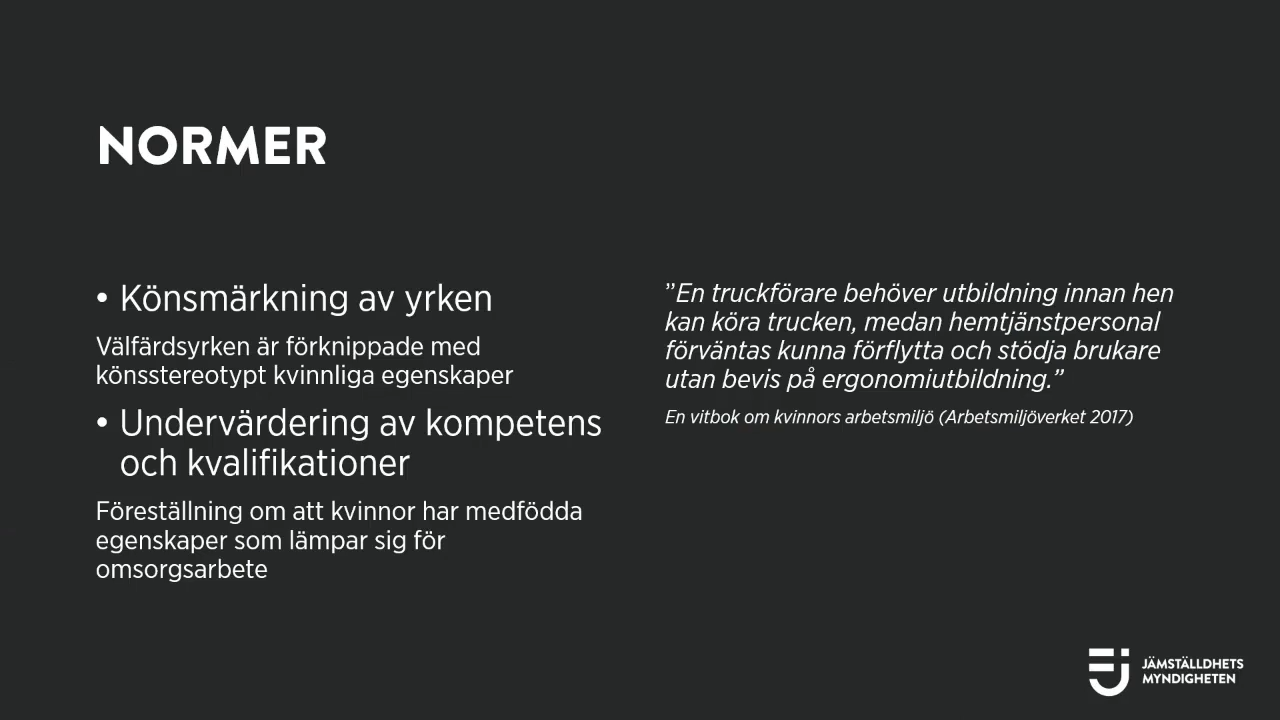 NORMER
• Könsmärkning av yrken
Välfärdsyrken är förknippade med
könsstereotypt kvinnliga egenskaper
• Undervärdering av kompetens
och kvalifikationer
Föreställning om att kvinnor har medfödda
egenskaper som lämpar sig för
omsorgsarbete
”En truckförare behöver utbildning innan hen
kan köra trucken, medan hemtjänstpersonal
förväntas kunna förflytta och stödja brukare
utan bevis på ergonomiutbildning.”
En vitbok om kvinnors arbetsmiljö (Arbetsmiljöverket 2017)
JÄMSTÄLLDHETS
MYNDIGHETEN